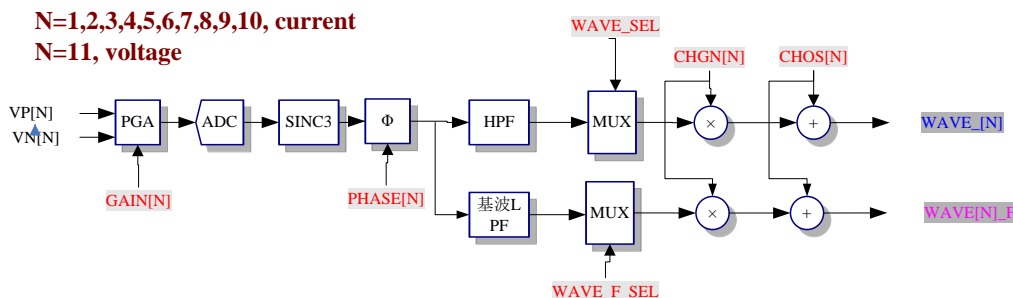 N=1,2,3,4,5,6,7,8,9,10, current
N=11, voltage
WAVE_SEL
CHGN[N]
CHOS[N]
VP[N]
VN[N]
PGA
ADC
SINC3
Φ
HPF
MUX
×
+
WAVE_[N]
GAIN[N]
PHASE[N]
基波L
PF
MUX
×
+
WAVE[N]_F
WAVE_F_SEL